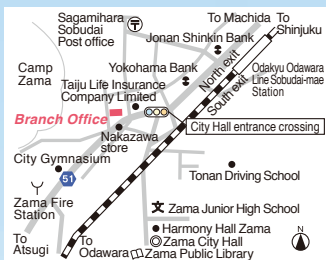 Sagamihara
Sobudai
Post office
To Machida
To
Shinjuku
Jonan Shinkin Bank
Camp
Zama
Yokohama Bank
North exit
South exit
Odakyu Odawara
Line Sobudai-mae
Station
Taiju Life Insurance
Company Limited
Branch Office
Nakazawa
store
City Hall entrance crossing
City Gymnasium
51
Tonan Driving School
Zama Fire
Station
Zama Junior High School
Harmony Hall Zama
Zama City Hall
Zama Public Library
To
Atsugi
To
Odawara
N